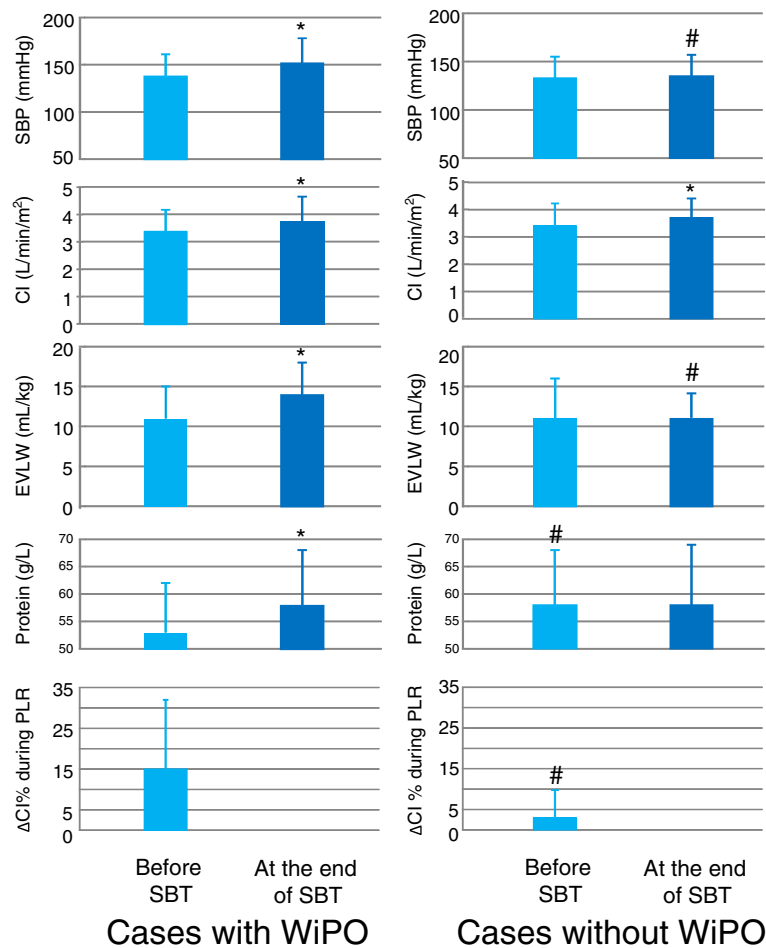 SBP (mmHg)
200
150
100
50
*
SBP (mmHg)
200
150
100
50
#
CI (L/min/m²)
5
4
3
2
1
0
*
CI (L/min/m²)
5
4
3
2
1
0
*
EVLW (mL/kg)
20
15
10
5
0
*
EVLW (mL/kg)
20
15
10
5
0
#
Protein (g/L)
70
65
60
55
50
*
Protein (g/L)
70
65
60
55
50
#
ΔCI% during PLR
35
25
15
5
0
ΔCI% during PLR
35
25
15
5
0
#
Before
SBT
At the end
of SBT
Before
SBT
At the end
of SBT
Cases with WiPO
Cases without WiPO